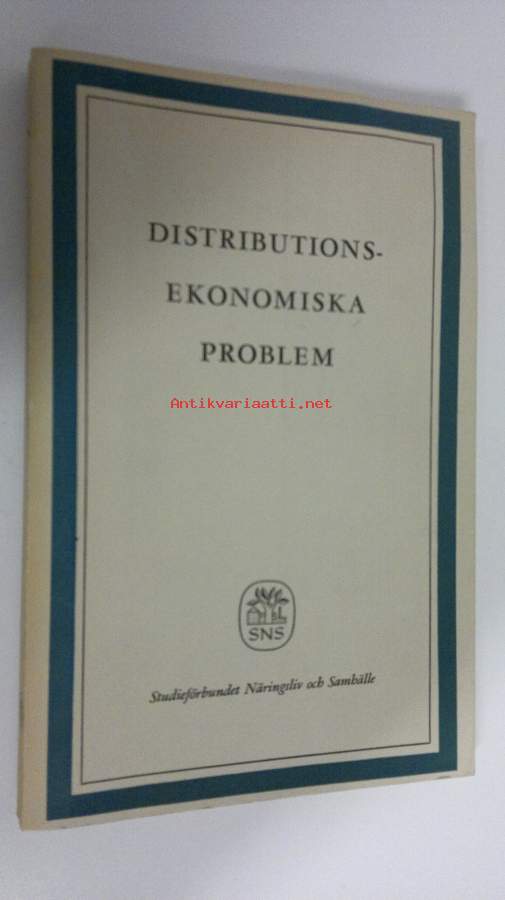 DISTRIBUTIONS-
EKONOMISKA
PROBLEM
Antikvariaatti.net
SNS
Studieförbundet Näringsliv och Samhälle